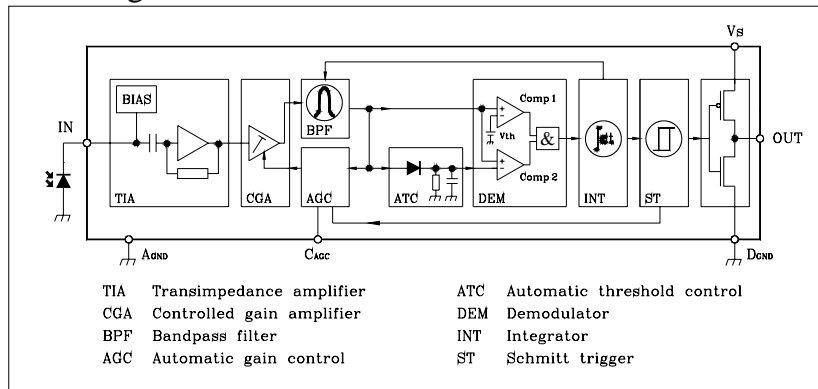 Vs
BIAS
IN
TIA
CGA
BPF
AGC
ATC
Comp 1
Vth
&
Comp 2
DEM
INT
ST
OUT
AGND
CAGC
DGND
TIA Transimpedance amplifier
CGA Controlled gain amplifier
BPF Bandpass filter
AGC Automatic gain control
ATC Automatic threshold control
DEM Demodulator
INT Integrator
ST Schmitt trigger